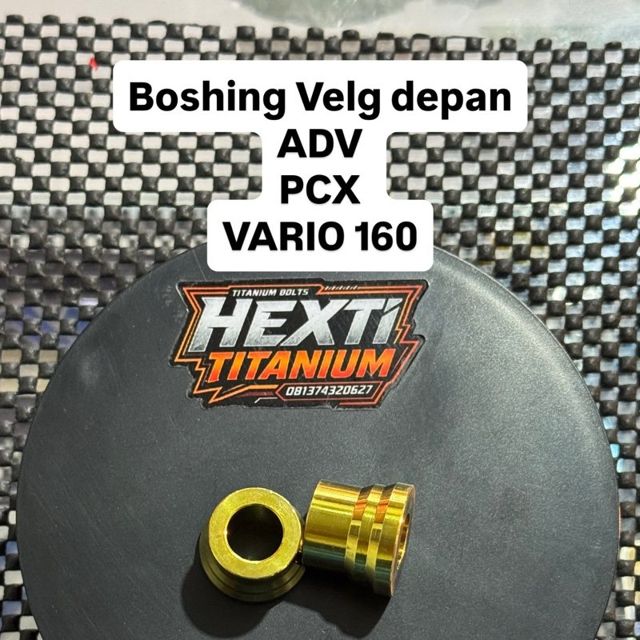 Boshing Velg depan
ADV
PCX
VARIO 160
TITANIUM BOLTS
HEXTI
TITANIUM
081374320627